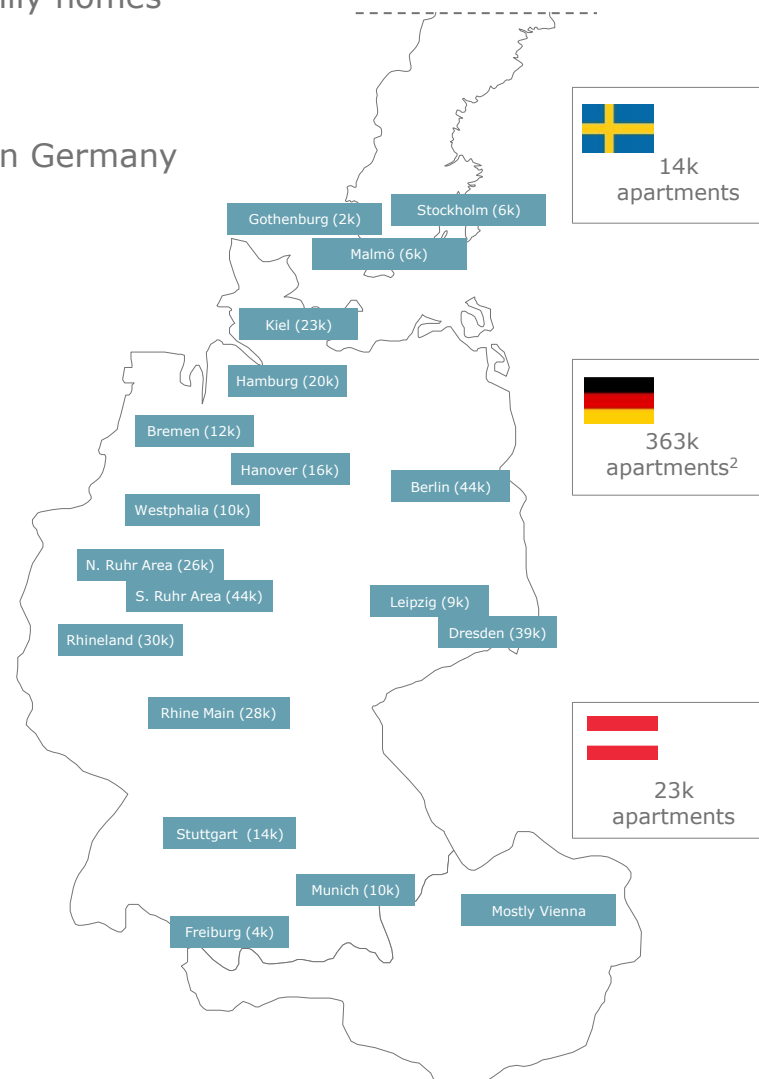 homes
n Germany
14k
apartments
Gothenburg (2k)
Stockholm (6k)
Malmö (6k)
Kiel (23k)
Hamburg (20k)
363k
apartments²
Bremen (12k)
Hanover (16k)
Berlin (44k)
Westphalia (10k)
N. Ruhr Area (26k)
S. Ruhr Area (44k)
Leipzig (9k)
Rhineland (30k)
Dresden (39k)
Rhine Main (28k)
23k
apartments
Stuttgart (14k)
Munich (10k)
Mostly Vienna
Freiburg (4k)